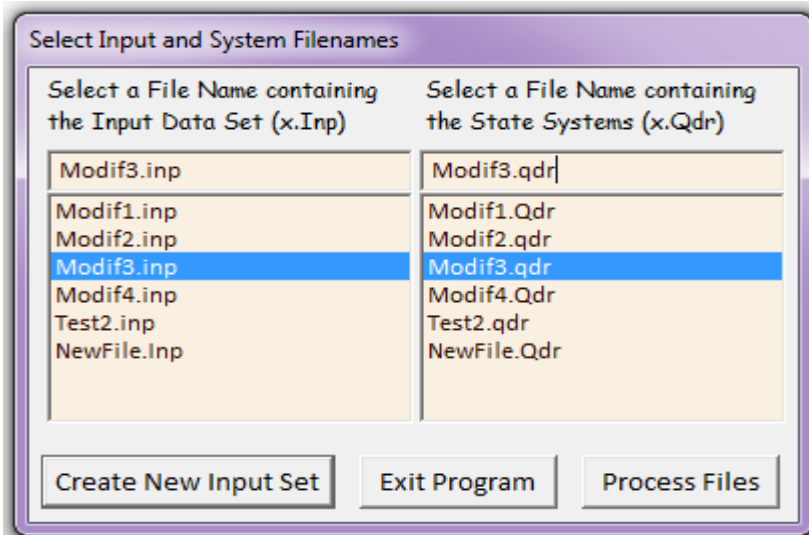 Select Input and System Filenames
Select a File Name containing
the Input Data Set (x.Inp)
Select a File Name containing
the State Systems (x.Qdr)
Modif3.inp
Modif3.qdr
Modif1.inp
Modif2.inp
Modif3.inp
Modif4.inp
Test2.inp
NewFile.Inp
Modif1.Qdr
Modif2.qdr
Modif3.qdr
Modif4.Qdr
Test2.qdr
NewFile.Qdr
Create New Input Set
Exit Program
Process Files